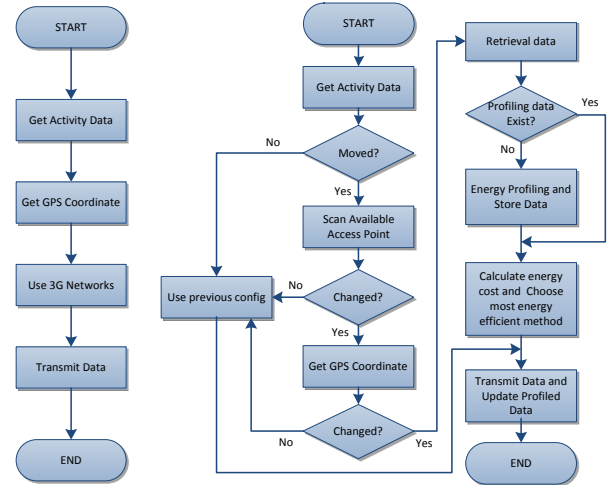 START
Get Activity Data
Get GPS Coordinate
Use 3G Networks
Transmit Data
END
START
Get Activity Data
Moved?
No
Yes
Scan Available
Access Point
Changed?
No
Yes
Use previous config
Get GPS Coordinate
Changed?
No
Yes
Retrieval data
Profiling data
Exist?
Yes
No
Energy Profiling and
Store Data
Calculate energy
cost and Choose
most energy
efficient method
Transmit Data and
Update Profiled
Data
END